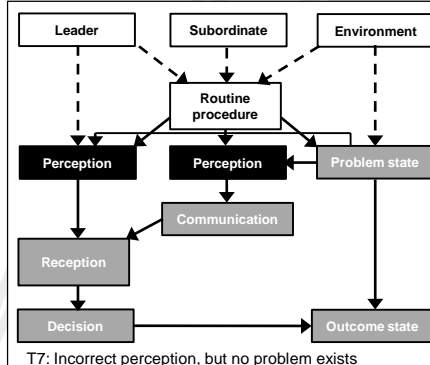 Leader
Subordinate
Environment
Routine
procedure
Perception
Perception
Problem state
Communication
Reception
Decision
Outcome state
T7: Incorrect perception, but no problem exists